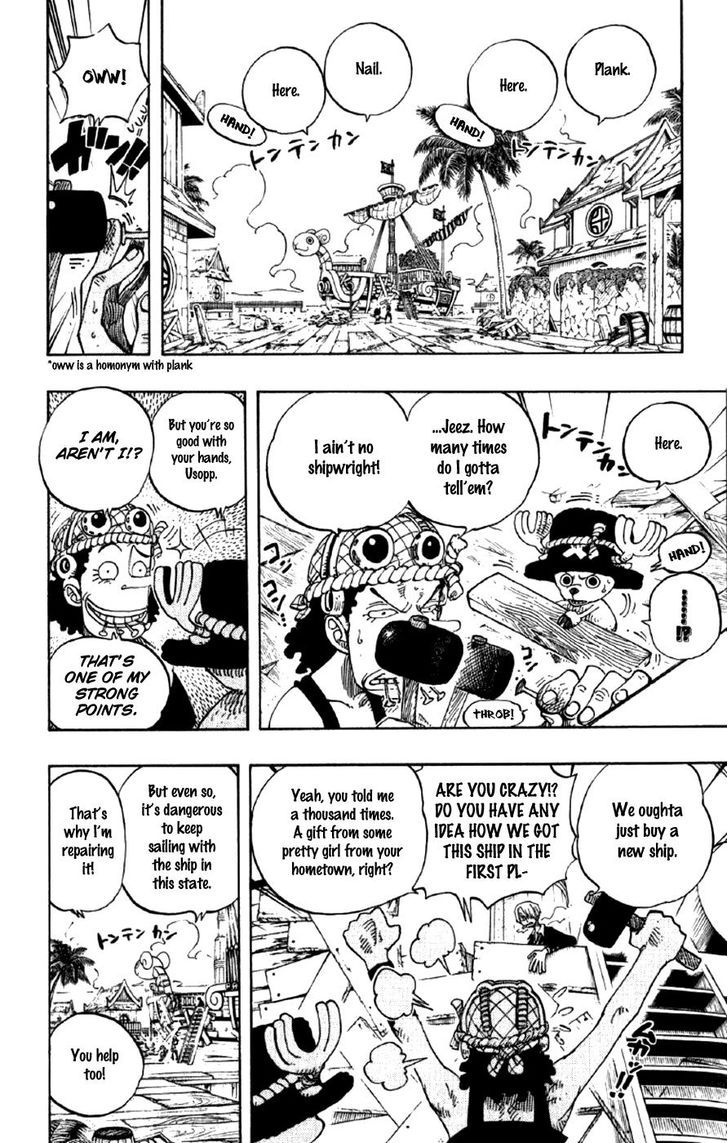 Plank.
Here.
HAND!
トンテンカン
Nail.
Here.
HAND!
トンテンカン
OWW!
*oww is a homonym with plank
Here.
HAND!
トンテンカン
......
!?
...Jeez. How
many times
do I gotta
tell'em?
I ain't no
shipwright!
THROB!
But you're so
good with
your hands,
Usopp.
I AM,
AREN'T I!?
THAT'S
ONE OF MY
STRONG
POINTS.
We oughta
just buy a
new ship.
ARE YOU CRAZY!?
DO YOU HAVE ANY
IDEA HOW WE GOT
THIS SHIP IN THE
FIRST PL-
Yeah, you told me
a thousand times.
A gift from some
pretty girl from your
hometown, right?
But even so,
it's dangerous
to keep
sailing with
the ship in
this state.
That's
why I'm
repairing
it!
トンテンカン
You help
too!